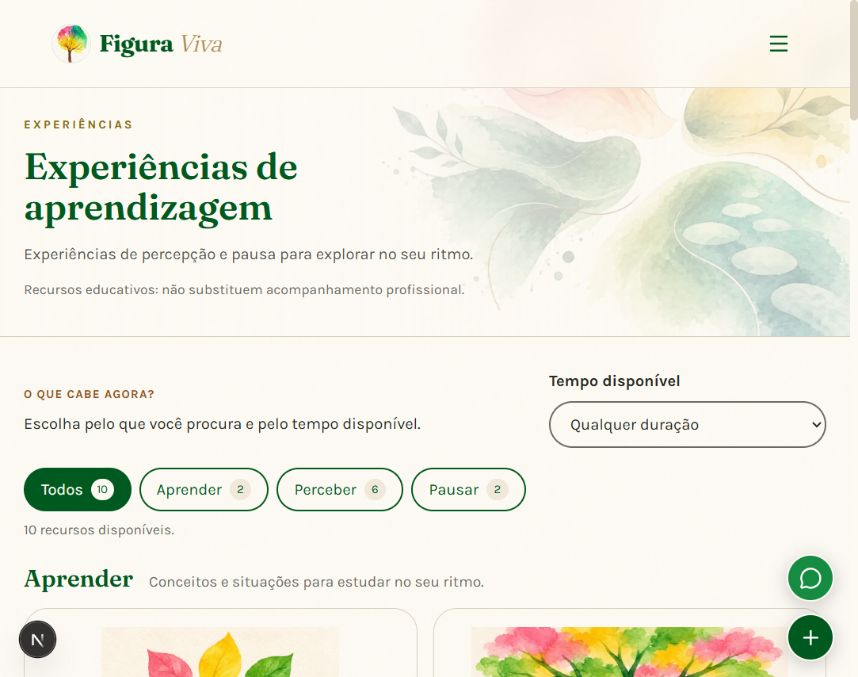 Figura Viva
EXPERIÊNCIAS
Experiências de
aprendizagem
Experiências de percepção e pausa para explorar no seu ritmo.
Recursos educativos: não substituem acompanhamento profissional.
O QUE CABE AGORA?
Escolha pelo que você procura e pelo tempo disponível.
Tempo disponível
Qualquer duração
Todos 10 Aprender 2 Perceber 6 Pausar 2
10 recursos disponíveis.
Aprender Conceitos e situações para estudar no seu ritmo.
N